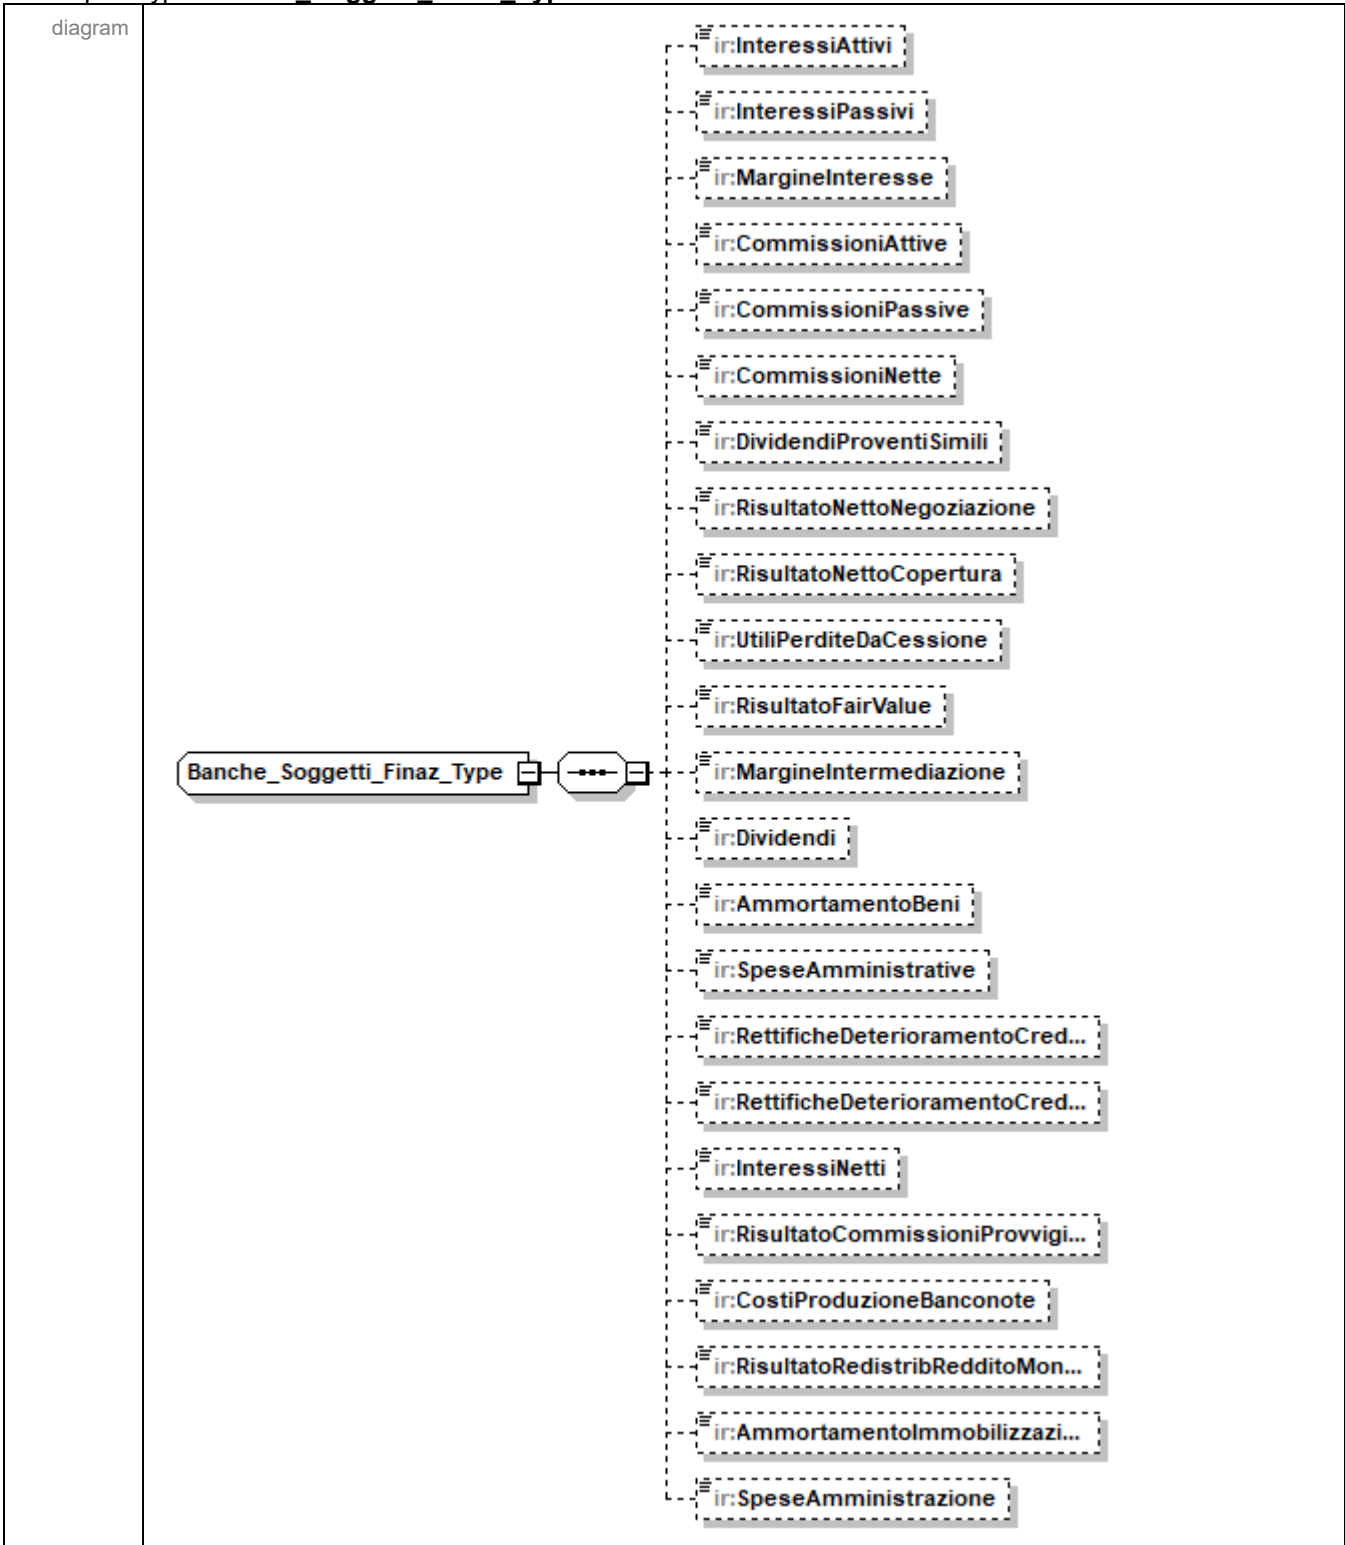 diagram
ir:InteressiAttivi
ir:InteressiPassivi
ir:MargineInteresse
ir:CommissioniAttive
ir:CommissioniPassive
ir:CommissioniNette
ir:DividendiProventiSimili
ir:RisultatoNettoNegoziazione
ir:RisultatoNettoCopertura
ir:UtiliPerditeDaCessione
ir:RisultatoFairValue
Banche_Soggetti_Finaz_Type
ir:MargineIntermediazione
ir:Dividendi
ir:AmmortamentoBeni
ir:SpeseAmministrative
ir:RettificheDeterioramentoCred...
ir:RettificheDeterioramentoCred...
ir:InteressiNetti
ir:RisultatoCommissioniProvvigi...
ir:CostiProduzioneBanconote
ir:RisultatoRedistribRedditoMon...
ir:AmmortamentoImmobilizzazi...
ir:SpeseAmministrazione